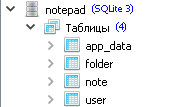 notepad (SQLite 3)
Таблицы (4)
app_data
folder
note
user